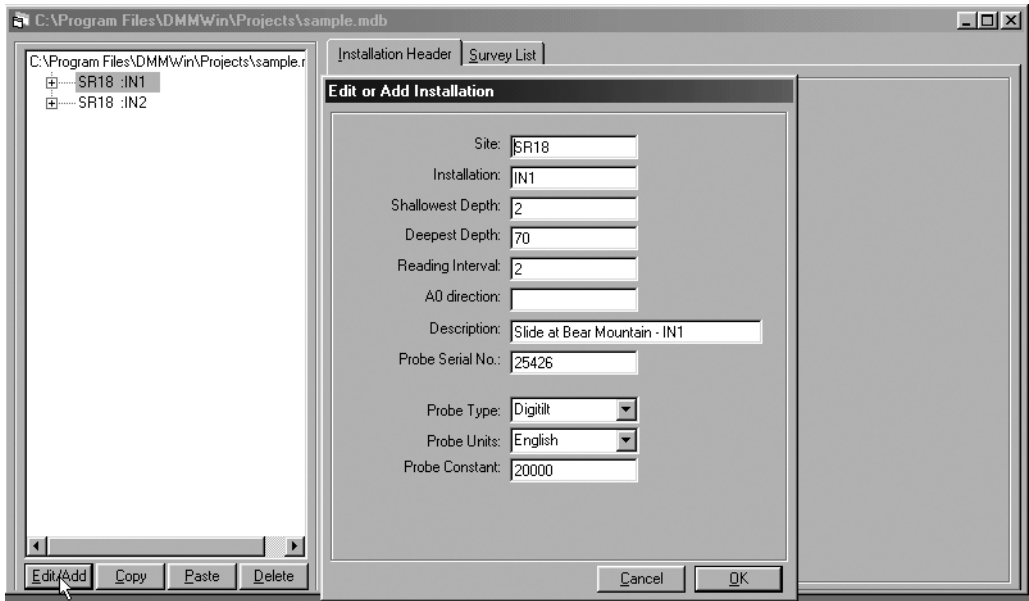 C:\Program Files\DMMWin\Projects\sample.mdb
C:\Program Files\DMMWin\Projects\sample.r
SR18 :IN1
SR18 :IN2
Installation Header
Survey List
Edit or Add Installation
Site: SR18
Installation: IN1
Shallowest Depth: 2
Deepest Depth: 70
Reading Interval: 2
A0 direction:
Description: Slide at Bear Mountain - IN1
Probe Serial No.: 25426
Probe Type: Digitilt
Probe Units: English
Probe Constant: 20000
Edit/Add Copy Paste Delete
Cancel OK